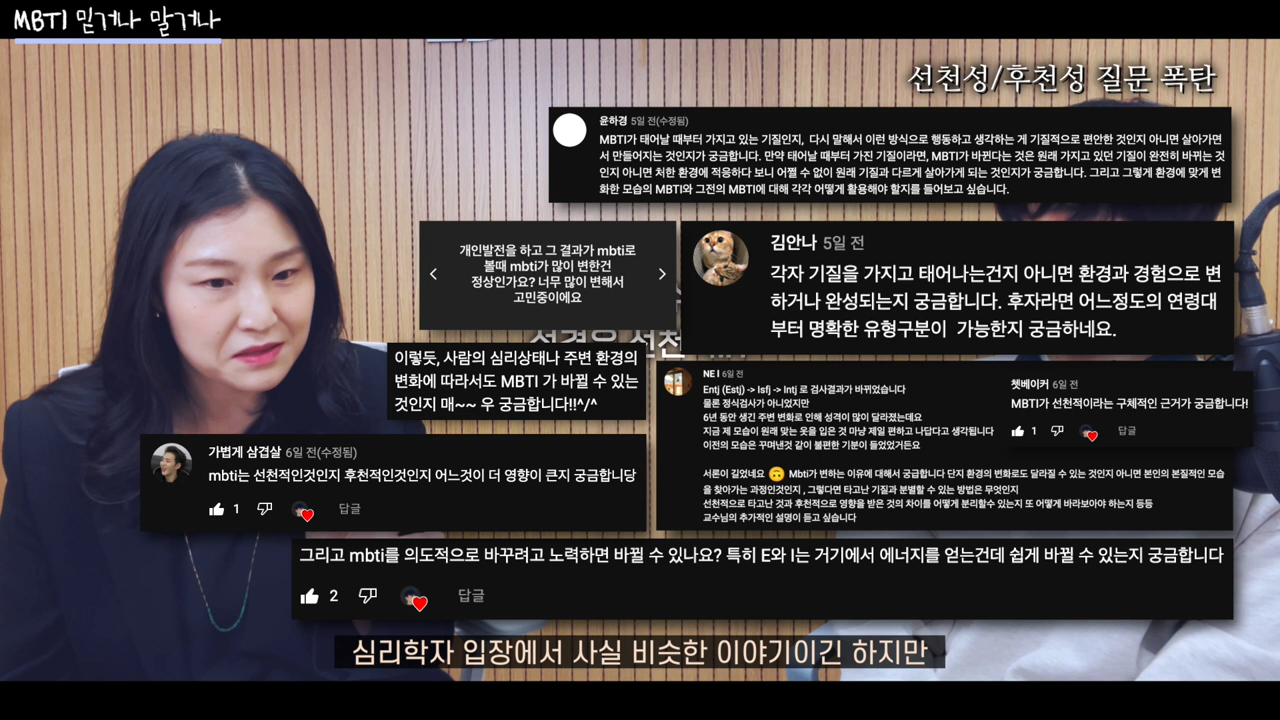 MBTI 믿거나 말거나
선천성/후천성 질문 폭탄
윤하경 5일 전(수정됨)
MBTI가 태어날 때부터 가지고 있는 기질인지, 다시 말해서 이런 방식으로 행동하고 생각하는 게 기질적으로 편안한 것인지 아니면 살아가면
서 만들어지는 것인지가 궁금합니다. 만약 태어날 때부터 가진 기질이라면, MBTI가 바뀐다는 것은 원래 가지고 있던 기질이 완전히 바뀌는 것
인지 아니면 처한 환경에 적응하다 보니 어쩔 수 없이 원래 기질과 다르게 살아가게 되는 것인지가 궁금합니다. 그리고 그렇게 환경에 맞게 변
화한 모습의 MBTI와 그전의 MBTI에 대해 각각 어떻게 활용해야 할지를 들어보고 싶습니다.
개인발전을 하고 그 결과가 mbti로
볼때 mbti가 많이 변한건
정상인가요? 너무 많이 변해서
고민중이에요
김안나 5일 전
각자 기질을 가지고 태어나는건지 아니면 환경과 경험으로 변
하거나 완성되는지 궁금합니다. 후자라면 어느정도의 연령대
부터 명확한 유형구분이 가능한지 궁금하네요.
이렇듯, 사람의 심리상태나 주변 환경의
변화에 따라서도 MBTI 가 바뀔 수 있는
것인지 매~~ 우 궁금합니다!!^/^
NE I 6일 전
Entj (Estj) -> Isfj -> Intj 로 검사결과가 바뀌었습니다
물론 정식검사가 아니었지만
6년 동안 생긴 주변 변화로 인해 성격이 많이 달라졌는데요
지금 제 모습이 원래 맞는 옷을 입은 것 마냥 제일 편하고 나답다고 생각됩니다
이전의 모습은 꾸며낸것 같이 불편한 기분이 들었었거든요
서론이 길었네요 🙃 Mbti가 변하는 이유에 대해서 궁금합니다 단지 환경의 변화로도 달라질 수 있는 것인지 아니면 본인의 본질적인 모습
을 찾아가는 과정인것인지 , 그렇다면 타고난 기질과 분별할 수 있는 방법은 무엇인지
선천적으로 타고난 것과 후천적으로 영향을 받은 것의 차이를 어떻게 분리할수 있는지 또 어떻게 바라보아야 하는지 등등
교수님의 추가적인 설명이 듣고 싶습니다
쳇베이커 6일 전
MBTI가 선천적이라는 구체적인 근거가 궁금합니다!
1 답글
가볍게 삼겹살 6일 전(수정됨)
mbti는 선천적인것인지 후천적인것인지 어느것이 더 영향이 큰지 궁금합니당
1 답글
그리고 mbti를 의도적으로 바꾸려고 노력하면 바뀔 수 있나요? 특히 E와 I는 거기에서 에너지를 얻는건데 쉽게 바뀔 수 있는지 궁금합니다
2 답글
심리학자 입장에서 사실 비슷한 이야기이긴 하지만